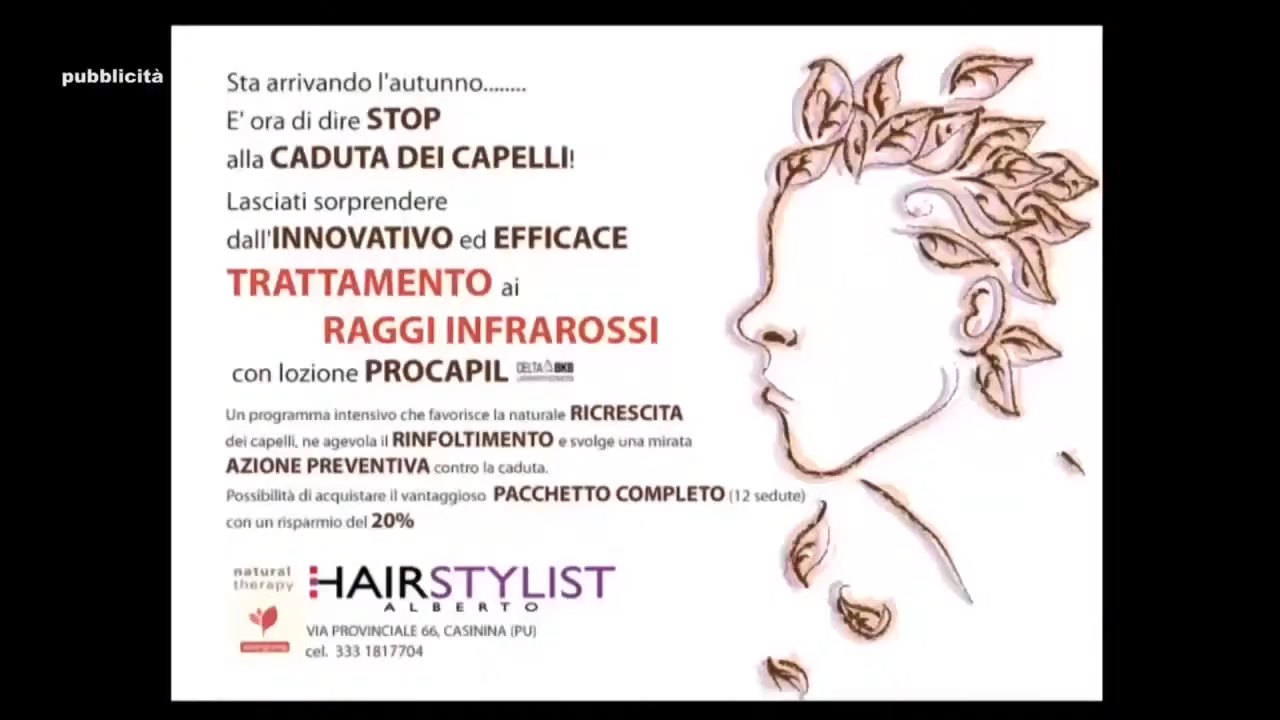 pubblicità
Sta arrivando l'autunno........
E' ora di dire STOP
alla CADUTA DEI CAPELLI!
Lasciati sorprendere
dall'INNOVATIVO ed EFFICACE
TRATTAMENTO ai
RAGGI INFRAROSSI
con lozione PROCAPIL DELTA BKB
Un programma intensivo che favorisce la naturale RICRESCITA
dei capelli, ne agevola il RINFOLTIMENTO e svolge una mirata
AZIONE PREVENTIVA contro la caduta.
Possibilità di acquistare il vantaggioso PACCHETTO COMPLETO (12 sedute)
con un risparmio del 20%
natural
therapy
HAIRSTYLIST
ALBERTO
VIA PROVINCIALE 66, CASININA (PU)
cel. 333 1817704